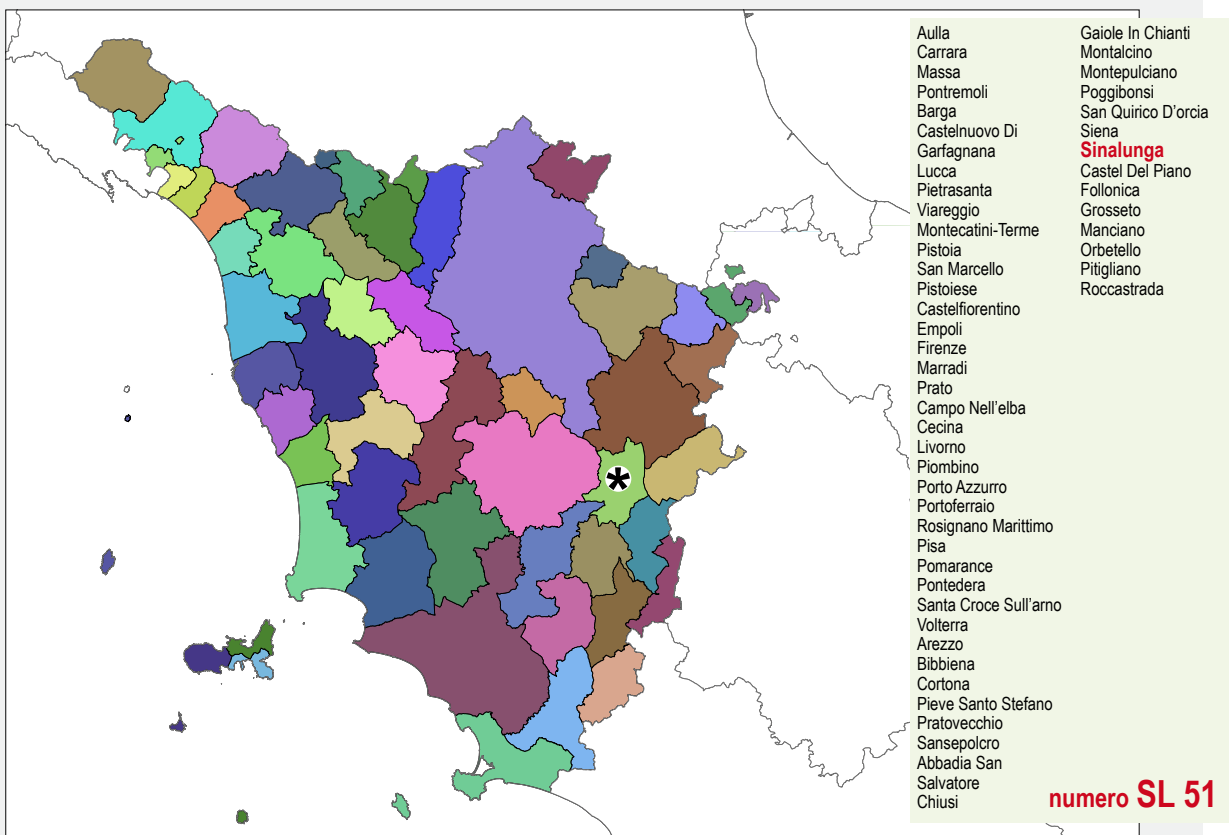 Aulla
Carrara
Massa
Pontremoli
Barga
Castelnuovo Di
Garfagnana
Lucca
Pietrasanta
Viareggio
Montecatini-Terme
Pistoia
San Marcello
Pistoiese
Castelfiorentino
Empoli
Firenze
Marradi
Prato
Campo Nell'elba
Cecina
Livorno
Piombino
Porto Azzurro
Portoferraio
Rosignano Marittimo
Pisa
Pomarance
Pontedera
Santa Croce Sull'arno
Volterra
Arezzo
Bibbiena
Cortona
Pieve Santo Stefano
Pratovecchio
Sansepolcro
Abbadia San
Salvatore
Chiusi
Gaiole In Chianti
Montalcino
Montepulciano
Poggibonsi
San Quirico D'orcia
Siena
Sinalunga
Castel Del Piano
Follonica
Grosseto
Manciano
Orbetello
Pitigliano
Roccastrada
*
numero SL 51